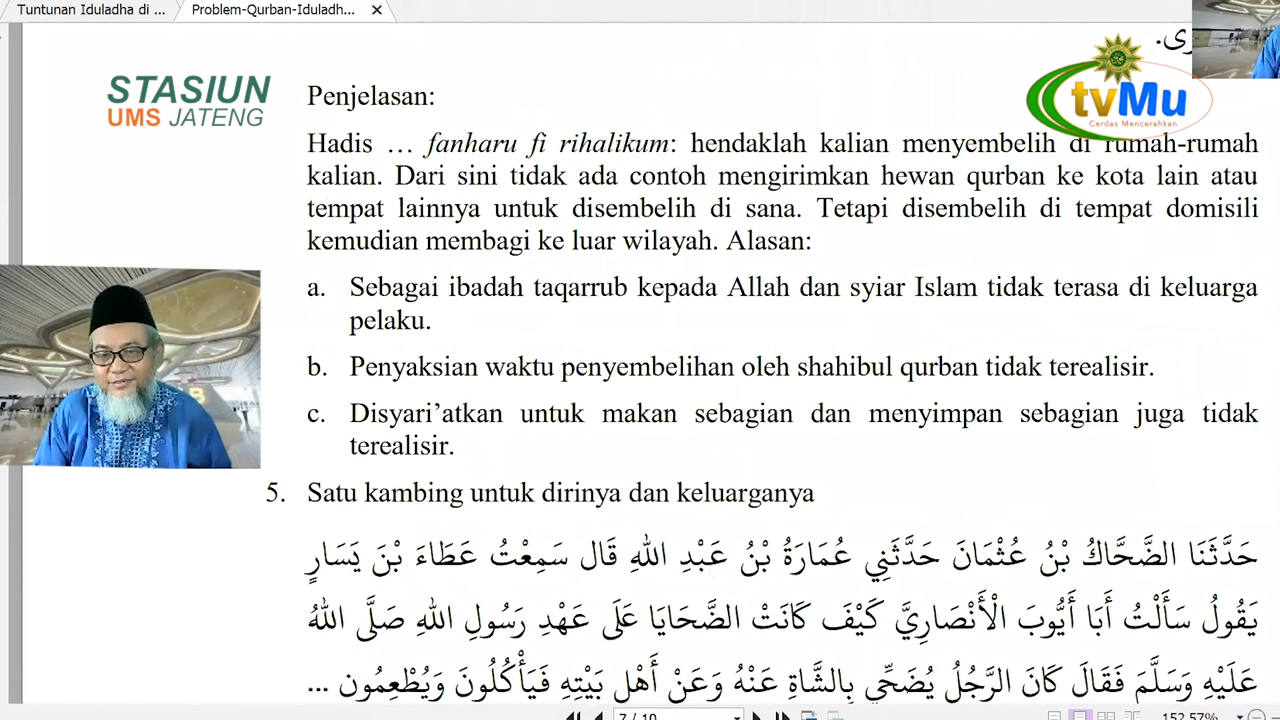 Tuntunan Iduladha di ...
Problem-Qurban-Iduladh...
STASIUN
UMS JATENG
tvMu
Cerdas Mencerahkan
Penjelasan:
Hadis … fanharu fi rihalikum: hendaklah kalian menyembelih di rumah-rumah
kalian. Dari sini tidak ada contoh mengirimkan hewan qurban ke kota lain atau
tempat lainnya untuk disembelih di sana. Tetapi disembelih di tempat domisili
kemudian membagi ke luar wilayah. Alasan:
a. Sebagai ibadah taqarrub kepada Allah dan syiar Islam tidak terasa di keluarga
pelaku.
b. Penyaksian waktu penyembelihan oleh shahibul qurban tidak terealisir.
c. Disyari’atkan untuk makan sebagian dan menyimpan sebagian juga tidak
terealisir.
5. Satu kambing untuk dirinya dan keluarganya
حَدَّثَنَا الضَّحَّاكُ بْنُ عُثْمَانَ حَدَّثَنِي عُمَارَةُ بْنُ عَبْدِ اللهِ قَال سَمِعْتُ عَطَاءَ بْنَ يَسَارٍ
يَقُولُ سَأَلْتُ أَبَا أَيُّوبَ الْأَنْصَارِيَّ كَيْفَ كَانَتْ الضَّحَايَا عَلَى عَهْدِ رَسُولِ اللهِ صَلَّى اللهُ
عَلَيْهِ وَسَلَّمَ فَقَالَ كَانَ الرَّجُلُ يُضَحِّي بِالشَّاةِ عَنْهُ وَعَنْ أَهْلِ بَيْتِهِ فَيَأْكُلُونَ وَيُطْعِمُون ...
7 / 10
152,57%